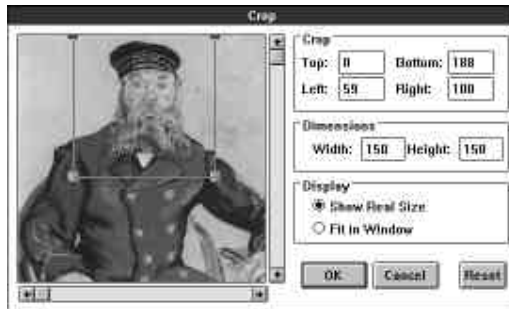 Crop
Crop
Top: 0 Bottom: 188
Left: 59 Right: 100
Dimensions
Width: 150 Height: 150
Display
Show Real Size
Fit in Window
OK Cancel Reset